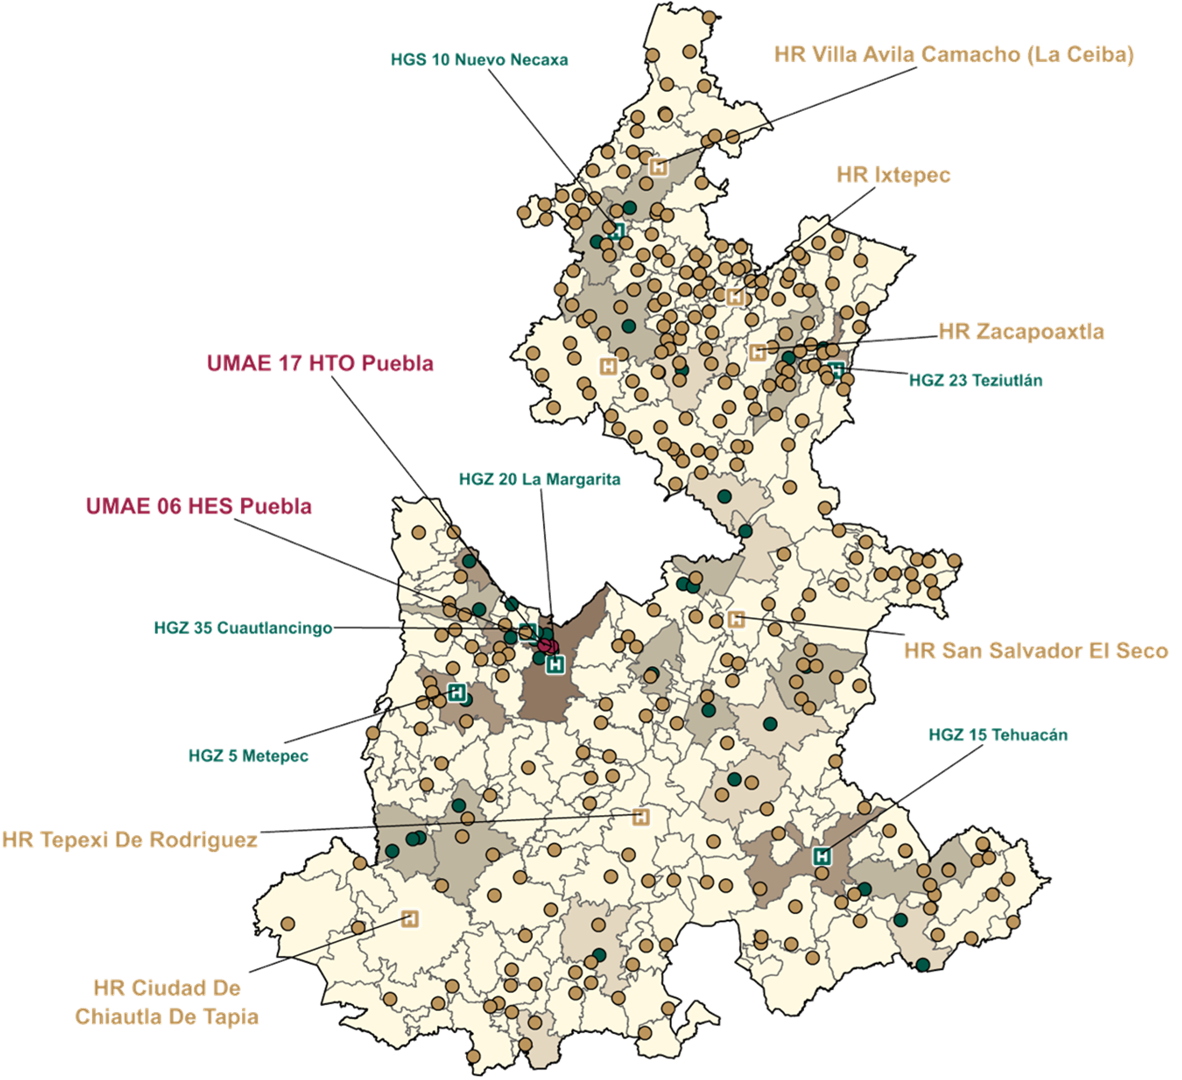 HGS 10 Nuevo Necaxa
HR Villa Avila Camacho (La Ceiba)
HR Ixtepec
HR Zacapoaxtla
UMAE 17 HTO Puebla
HGZ 23 Teziutlán
HGZ 20 La Margarita
UMAE 06 HES Puebla
HGZ 35 Cuautlancingo
HR San Salvador El Seco
HGZ 5 Metepec
HGZ 15 Tehuacán
HR Tepexi De Rodriguez
HR Ciudad De
Chiautla De Tapia